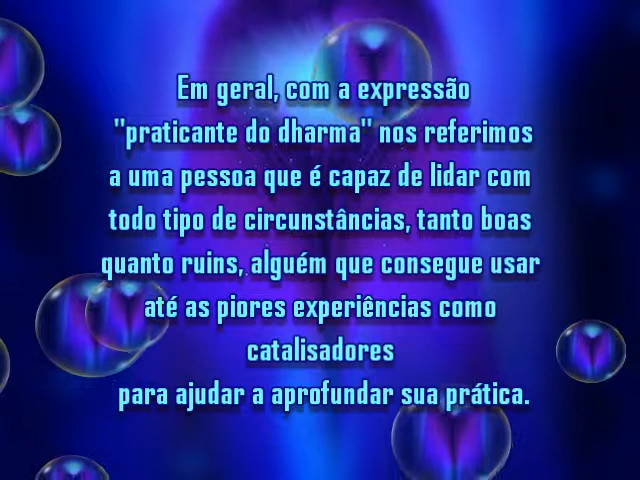 Em geral, com a expressão
"praticante do dharma" nos referimos
a uma pessoa que é capaz de lidar com
todo tipo de circunstâncias, tanto boas
quanto ruins, alguém que consegue usar
até as piores experiências como
catalisadores
para ajudar a aprofundar sua prática.